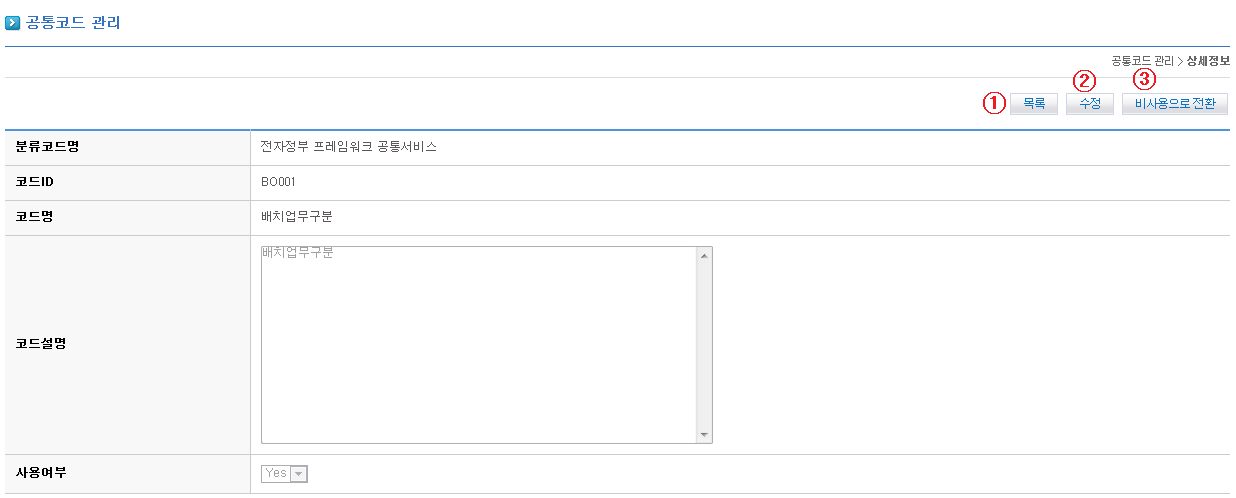 공통코드 관리
공통코드 관리 > 상세정보
① 목록 ② 수정 ③ 비사용으로 전환
분류코드명 전자정부 프레임워크 공통서비스
코드ID BO001
코드명 배치업무구분
코드설명 배치업무구분
사용여부 Yes